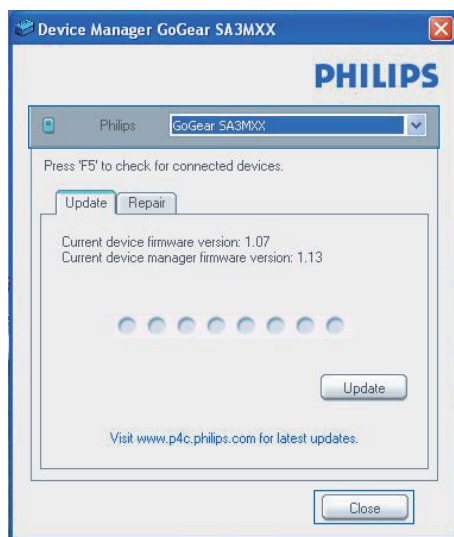 Device Manager GoGear SA3MXX
PHILIPS
Philips GoGear SA3MXX
Press 'F5' to check for connected devices.
Update Repair
Current device firmware version: 1.07
Current device manager firmware version: 1.13
Update
Visit www.p4c.philips.com for latest updates.
Close